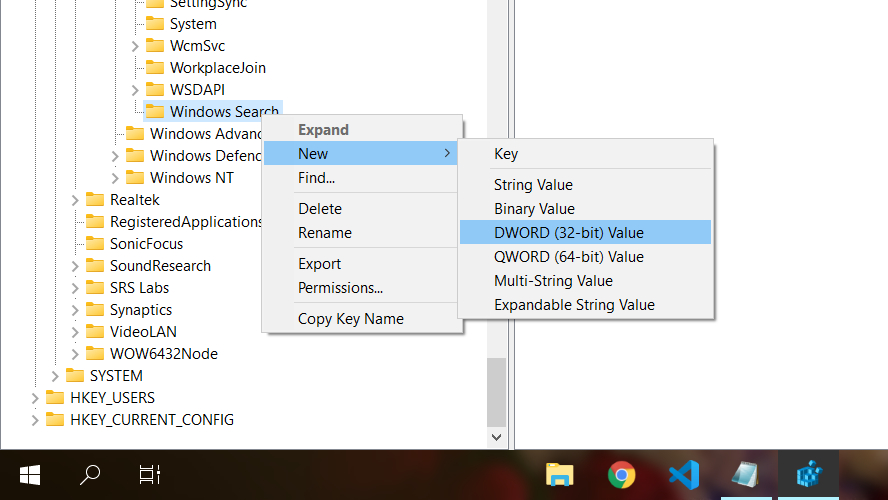 SettingSync
System
WcmSvc
WorkplaceJoin
WSDAPI
Windows Search
Windows Advanc
Windows Defenc
Windows NT
Realtek
RegisteredApplications
SonicFocus
SoundResearch
SRS Labs
Synaptics
VideoLAN
WOW6432Node
SYSTEM
HKEY_USERS
HKEY_CURRENT_CONFIG
Expand
New
Find...
Delete
Rename
Export
Permissions...
Copy Key Name
Key
String Value
Binary Value
DWORD (32-bit) Value
QWORD (64-bit) Value
Multi-String Value
Expandable String Value